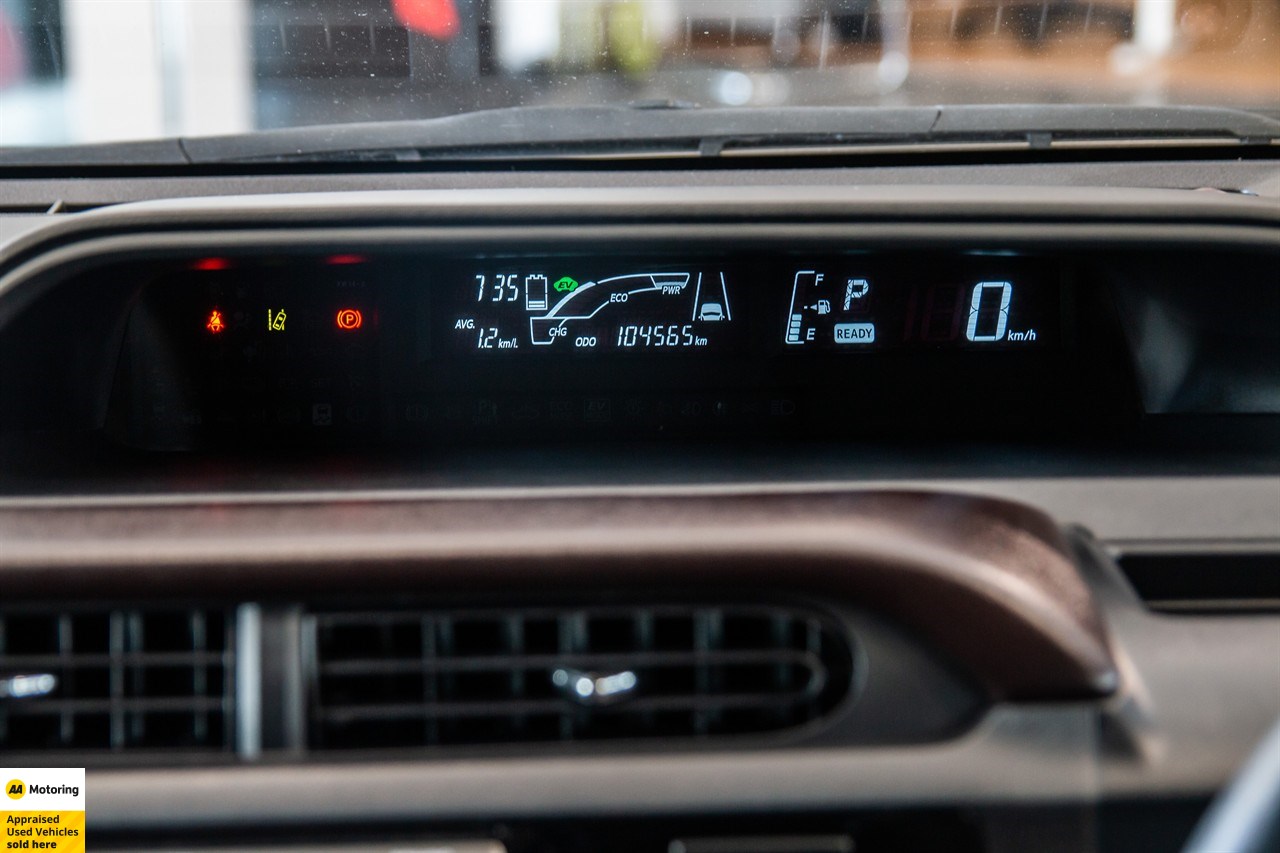 735
EV
AVG.
1.2 km/L
CHG
ECO
PWR
ODO 104565 km
F
E
P
READY
0 km/h
P
AA Motoring
Appraised
Used Vehicles
sold here